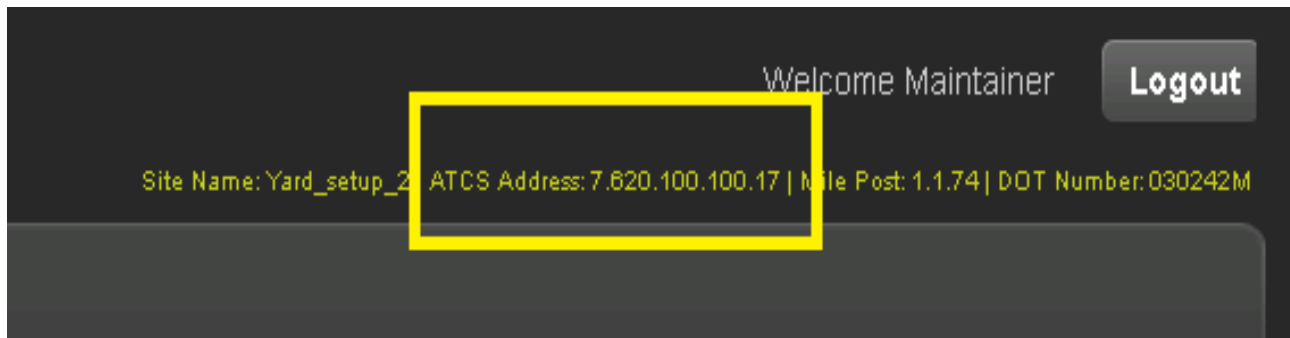 Welcome Maintainer
Logout
Site Name: Yard_setup_2 | ATCS Address: 7.620.100.100.17 | Mile Post: 1.1.74 | DOT Number: 030242M